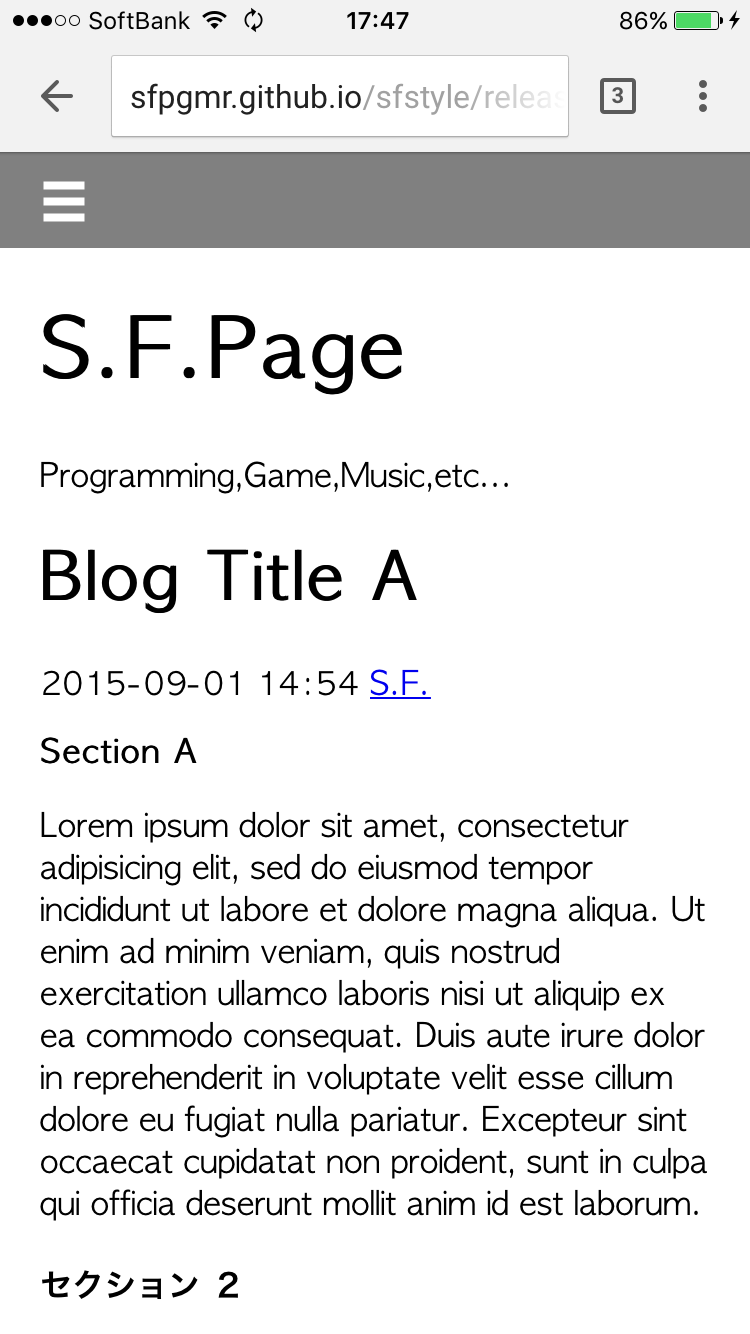 SoftBank 17:47 86%
sfpgmr.github.io/sfstyle/releas
3
S.F.Page
Programming,Game,Music,etc...
Blog Title A
2015-09-01 14:54 S.F.
Section A
Lorem ipsum dolor sit amet, consectetur
adipisicing elit, sed do eiusmod tempor
incididunt ut labore et dolore magna aliqua. Ut
enim ad minim veniam, quis nostrud
exercitation ullamco laboris nisi ut aliquip ex
ea commodo consequat. Duis aute irure dolor
in reprehenderit in voluptate velit esse cillum
dolore eu fugiat nulla pariatur. Excepteur sint
occaecat cupidatat non proident, sunt in culpa
qui officia deserunt mollit anim id est laborum.
セクション 2